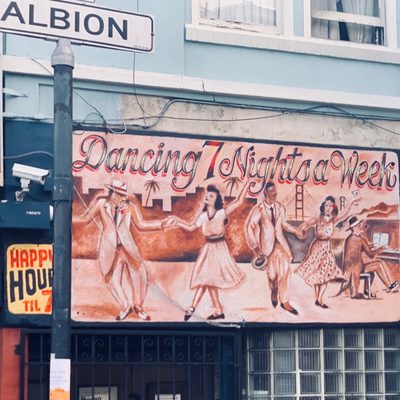 ALBION
Dancing 7 Nights a Week
HAPPY
HOUR
TIL 7